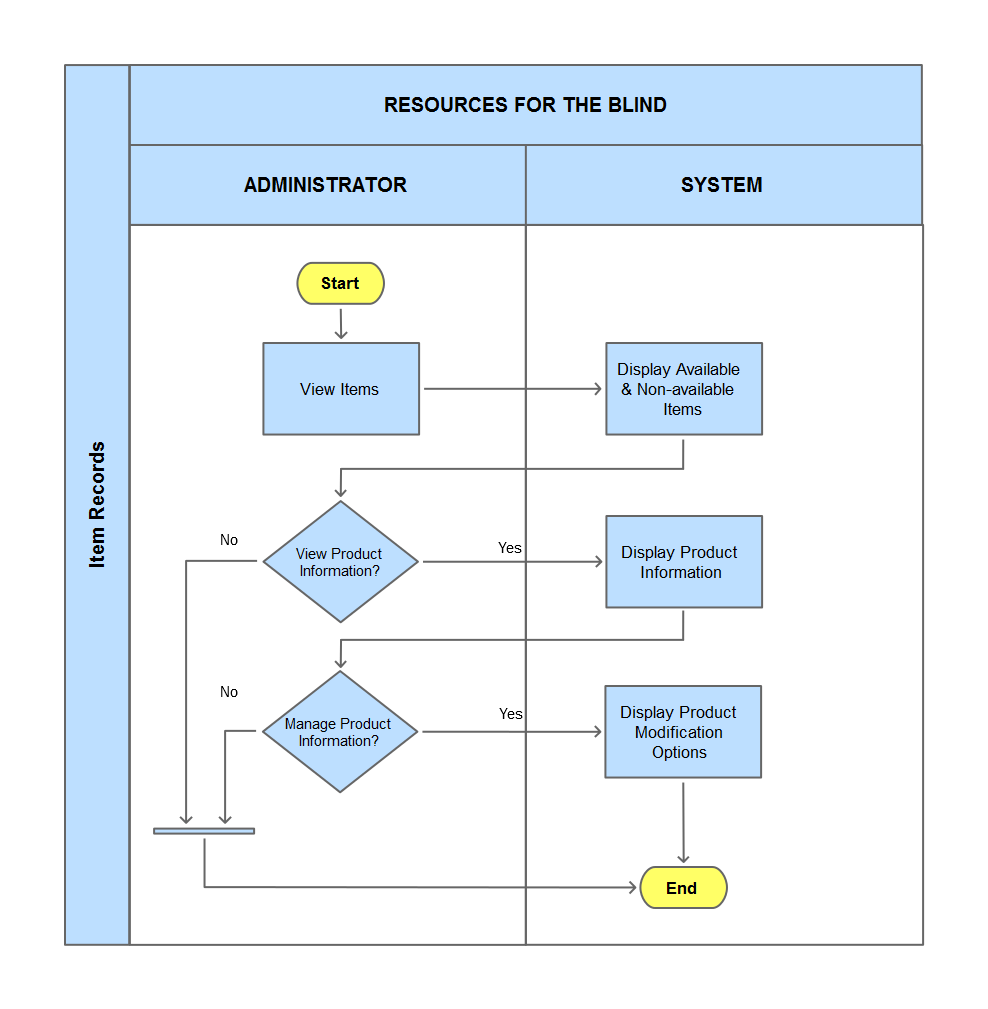 RESOURCES FOR THE BLIND
ADMINISTRATOR
SYSTEM
Item Records
Start
View Items
Display Available
& Non-available
Items
No
View Product
Information?
Yes
Display Product
Information
No
Manage Product
Information?
Yes
Display Product
Modification
Options
End